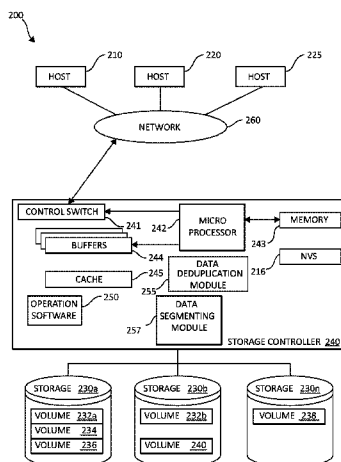 200
HOST 210
HOST 220
HOST 225
NETWORK
260
CONTROL SWITCH
241
242
MICRO
PROCESSOR
MEMORY
243
BUFFERS
244
CACHE
245
DATA
DEDUPLICATION
MODULE
255
216
NVS
250
OPERATION
SOFTWARE
257
DATA
SEGMENTING
MODULE
STORAGE CONTROLLER 240
STORAGE 230a
VOLUME 232a
VOLUME 234
VOLUME 236
STORAGE 230b
VOLUME 232b
VOLUME 240
STORAGE 230n
VOLUME 238